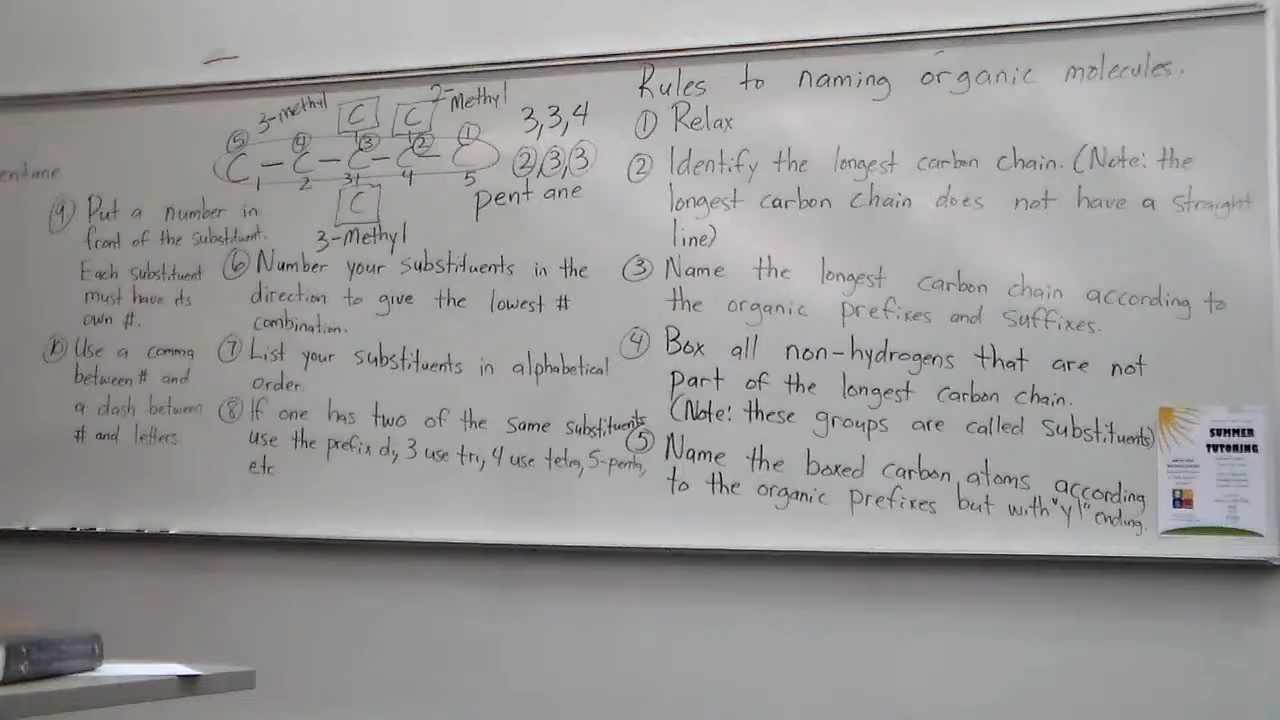 Rules to naming organic molecules.
① Relax
② Identify the longest carbon chain. (Note: the
longest carbon chain does not have a straight
line)
③ Name the longest carbon chain according to
the organic prefixes and suffixes.
④ Box all non-hydrogens that are not
part of the longest carbon chain.
(Note: these groups are called substituents)
⑤ Name the boxed carbon atoms according
to the organic prefixes but with "yl" ending.
3-methyl
2-Methyl
C C
3,3,4
⑤ ④ ③ ② ①
C - C - C - C - C
②,③,③
1 2 3 4 5
pent ane
C
3-Methyl
⑥ Number your substituents in the
direction to give the lowest #
combination.
⑦ List your substituents in alphabetical
order.
⑧ If one has two of the same substituents
use the prefix di, 3 use tri, 4 use tetra, 5-penta,
etc.
entane
⑨ Put a number in
front of the substituent.
Each substituent
must have its
own #.
⑩ Use a comma
between # and
a dash between
# and letters
SUMMER
TUTORING